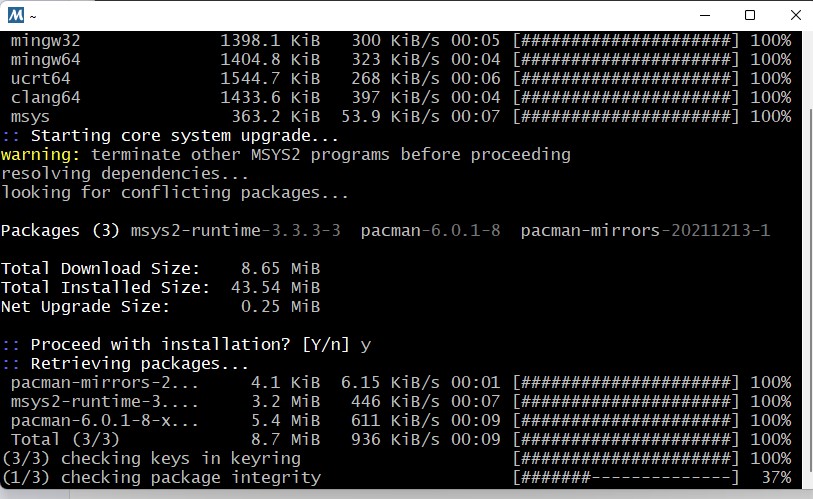 ~
mingw32 1398.1 KiB 300 KiB/s 00:05 [#####################] 100%
mingw64 1404.8 KiB 323 KiB/s 00:04 [#####################] 100%
ucrt64 1544.7 KiB 268 KiB/s 00:06 [#####################] 100%
clang64 1433.6 KiB 397 KiB/s 00:04 [#####################] 100%
msys 363.2 KiB 53.9 KiB/s 00:07 [#####################] 100%
:: Starting core system upgrade...
warning: terminate other MSYS2 programs before proceeding
resolving dependencies...
looking for conflicting packages...
Packages (3) msys2-runtime-3.3.3-3 pacman-6.0.1-8 pacman-mirrors-20211213-1
Total Download Size: 8.65 MiB
Total Installed Size: 43.54 MiB
Net Upgrade Size: 0.25 MiB
:: Proceed with installation? [Y/n] y
:: Retrieving packages...
pacman-mirrors-2... 4.1 KiB 6.15 KiB/s 00:01 [#####################] 100%
msys2-runtime-3.... 3.2 MiB 446 KiB/s 00:07 [#####################] 100%
pacman-6.0.1-8-x... 5.4 MiB 611 KiB/s 00:09 [#####################] 100%
Total (3/3) 8.7 MiB 936 KiB/s 00:09 [#####################] 100%
(3/3) checking keys in keyring [#####################] 100%
(1/3) checking package integrity [#######--------------] 37%